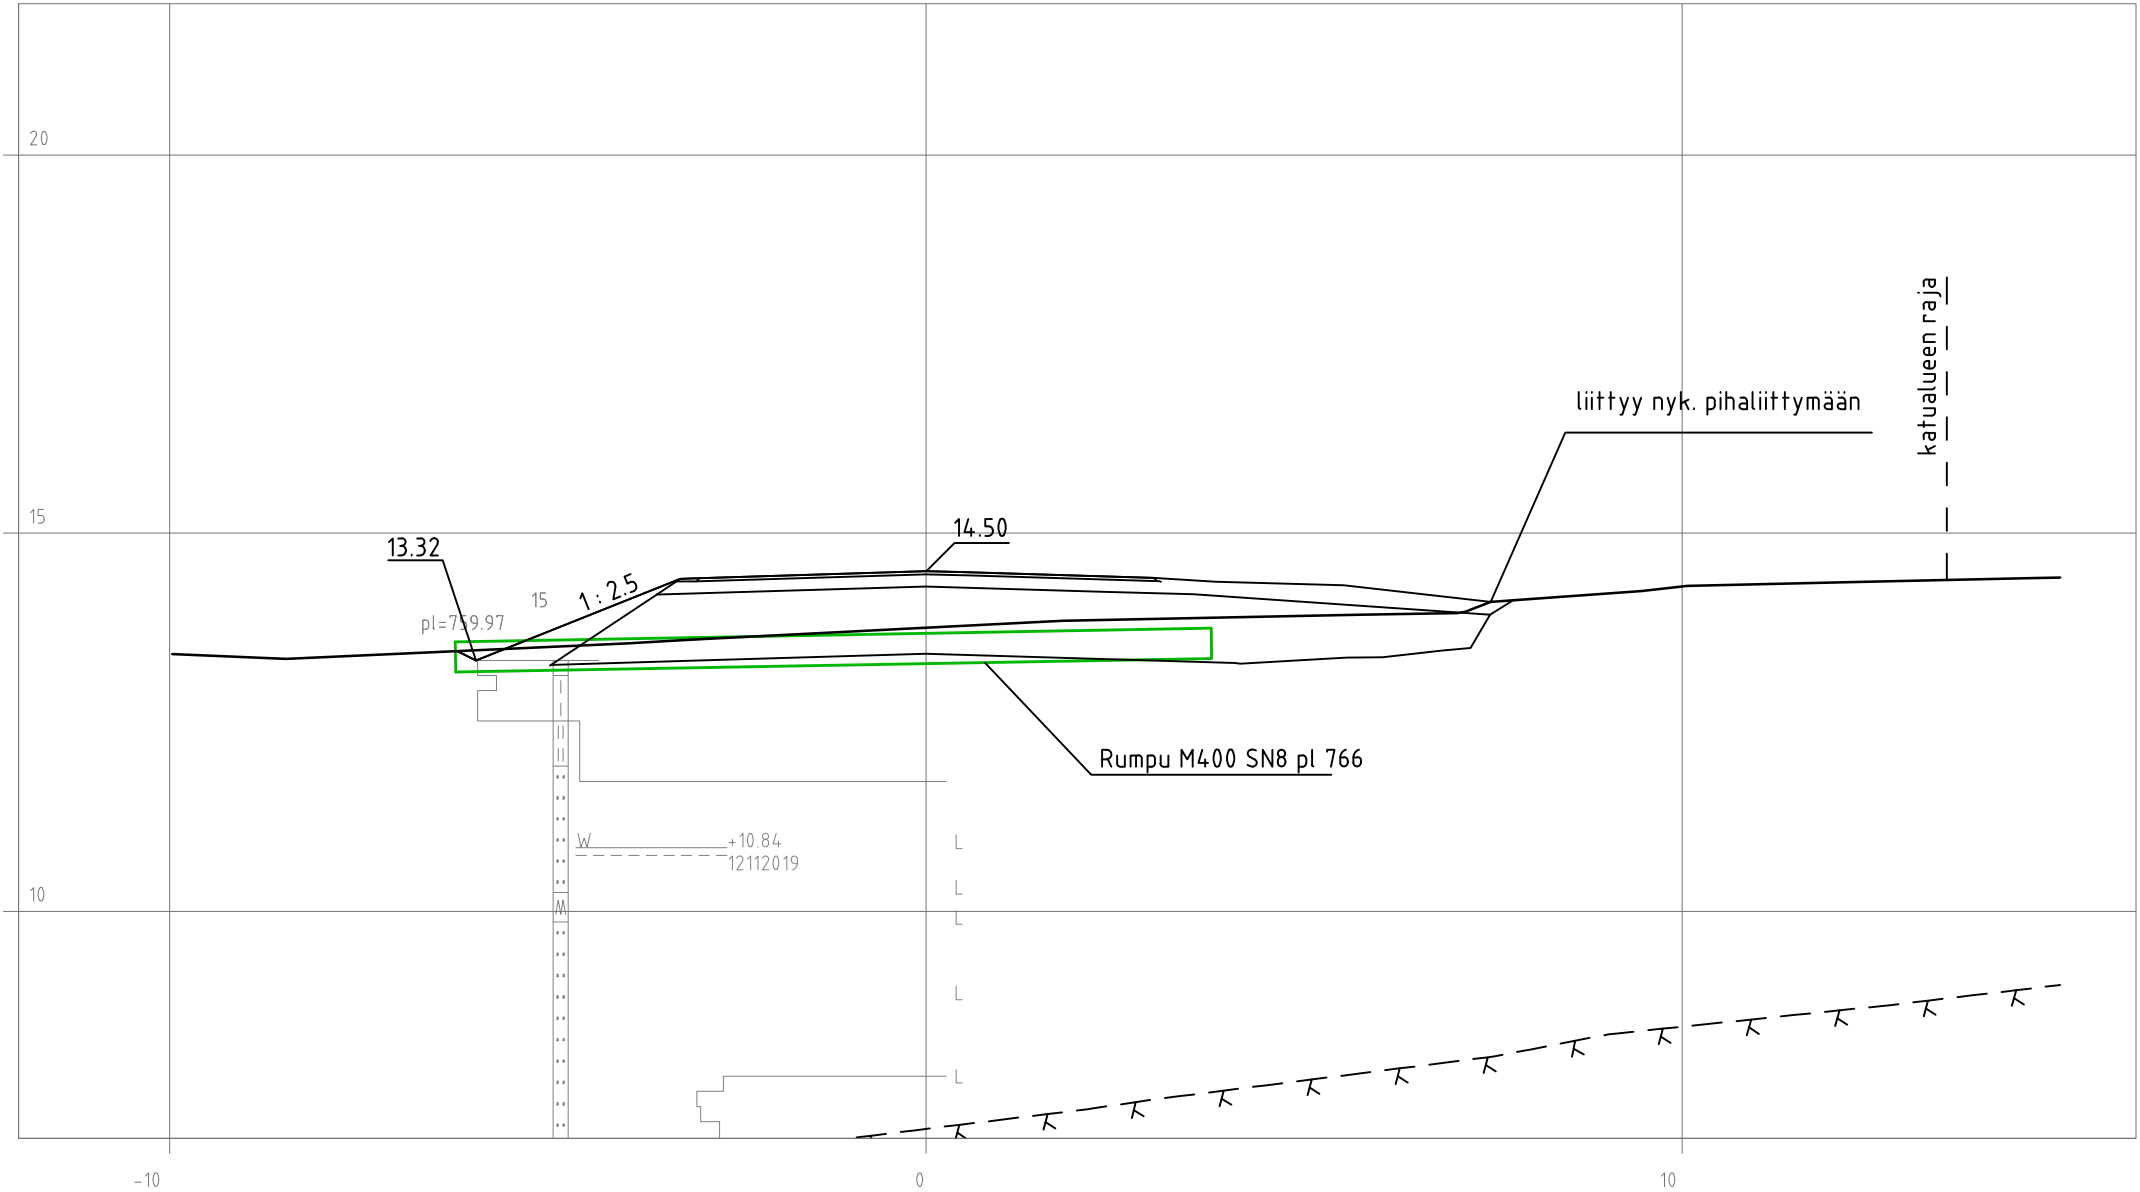 20
katualueen raja
liittyy nyk. pihaliittymään
15
14.50
13.32
1 : 2.5
15
pl=759.97
Rumpu M400 SN8 pl 766
W
+10.84
12112019
L
L
10
M
L
L
L
-10
0
10